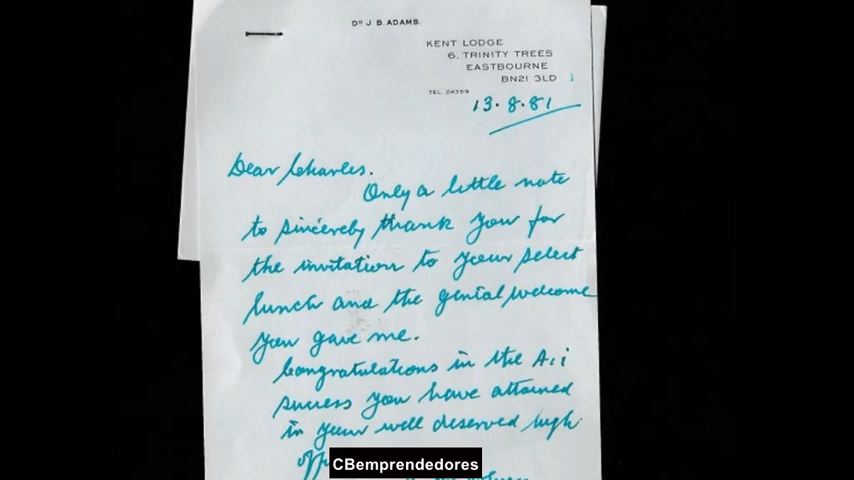 DR J. B. ADAMS.
KENT LODGE
6, TRINITY TREES
EASTBOURNE
BN21 3LD
TEL. 24359
13.8.81
Dear Charles.
Only a little note
to sincerely thank you for
the invitation to your select
lunch and the genial welcome
you gave me.
Congratulations in the A.1
success you have attained
in your well deserved high
CBemprendedores